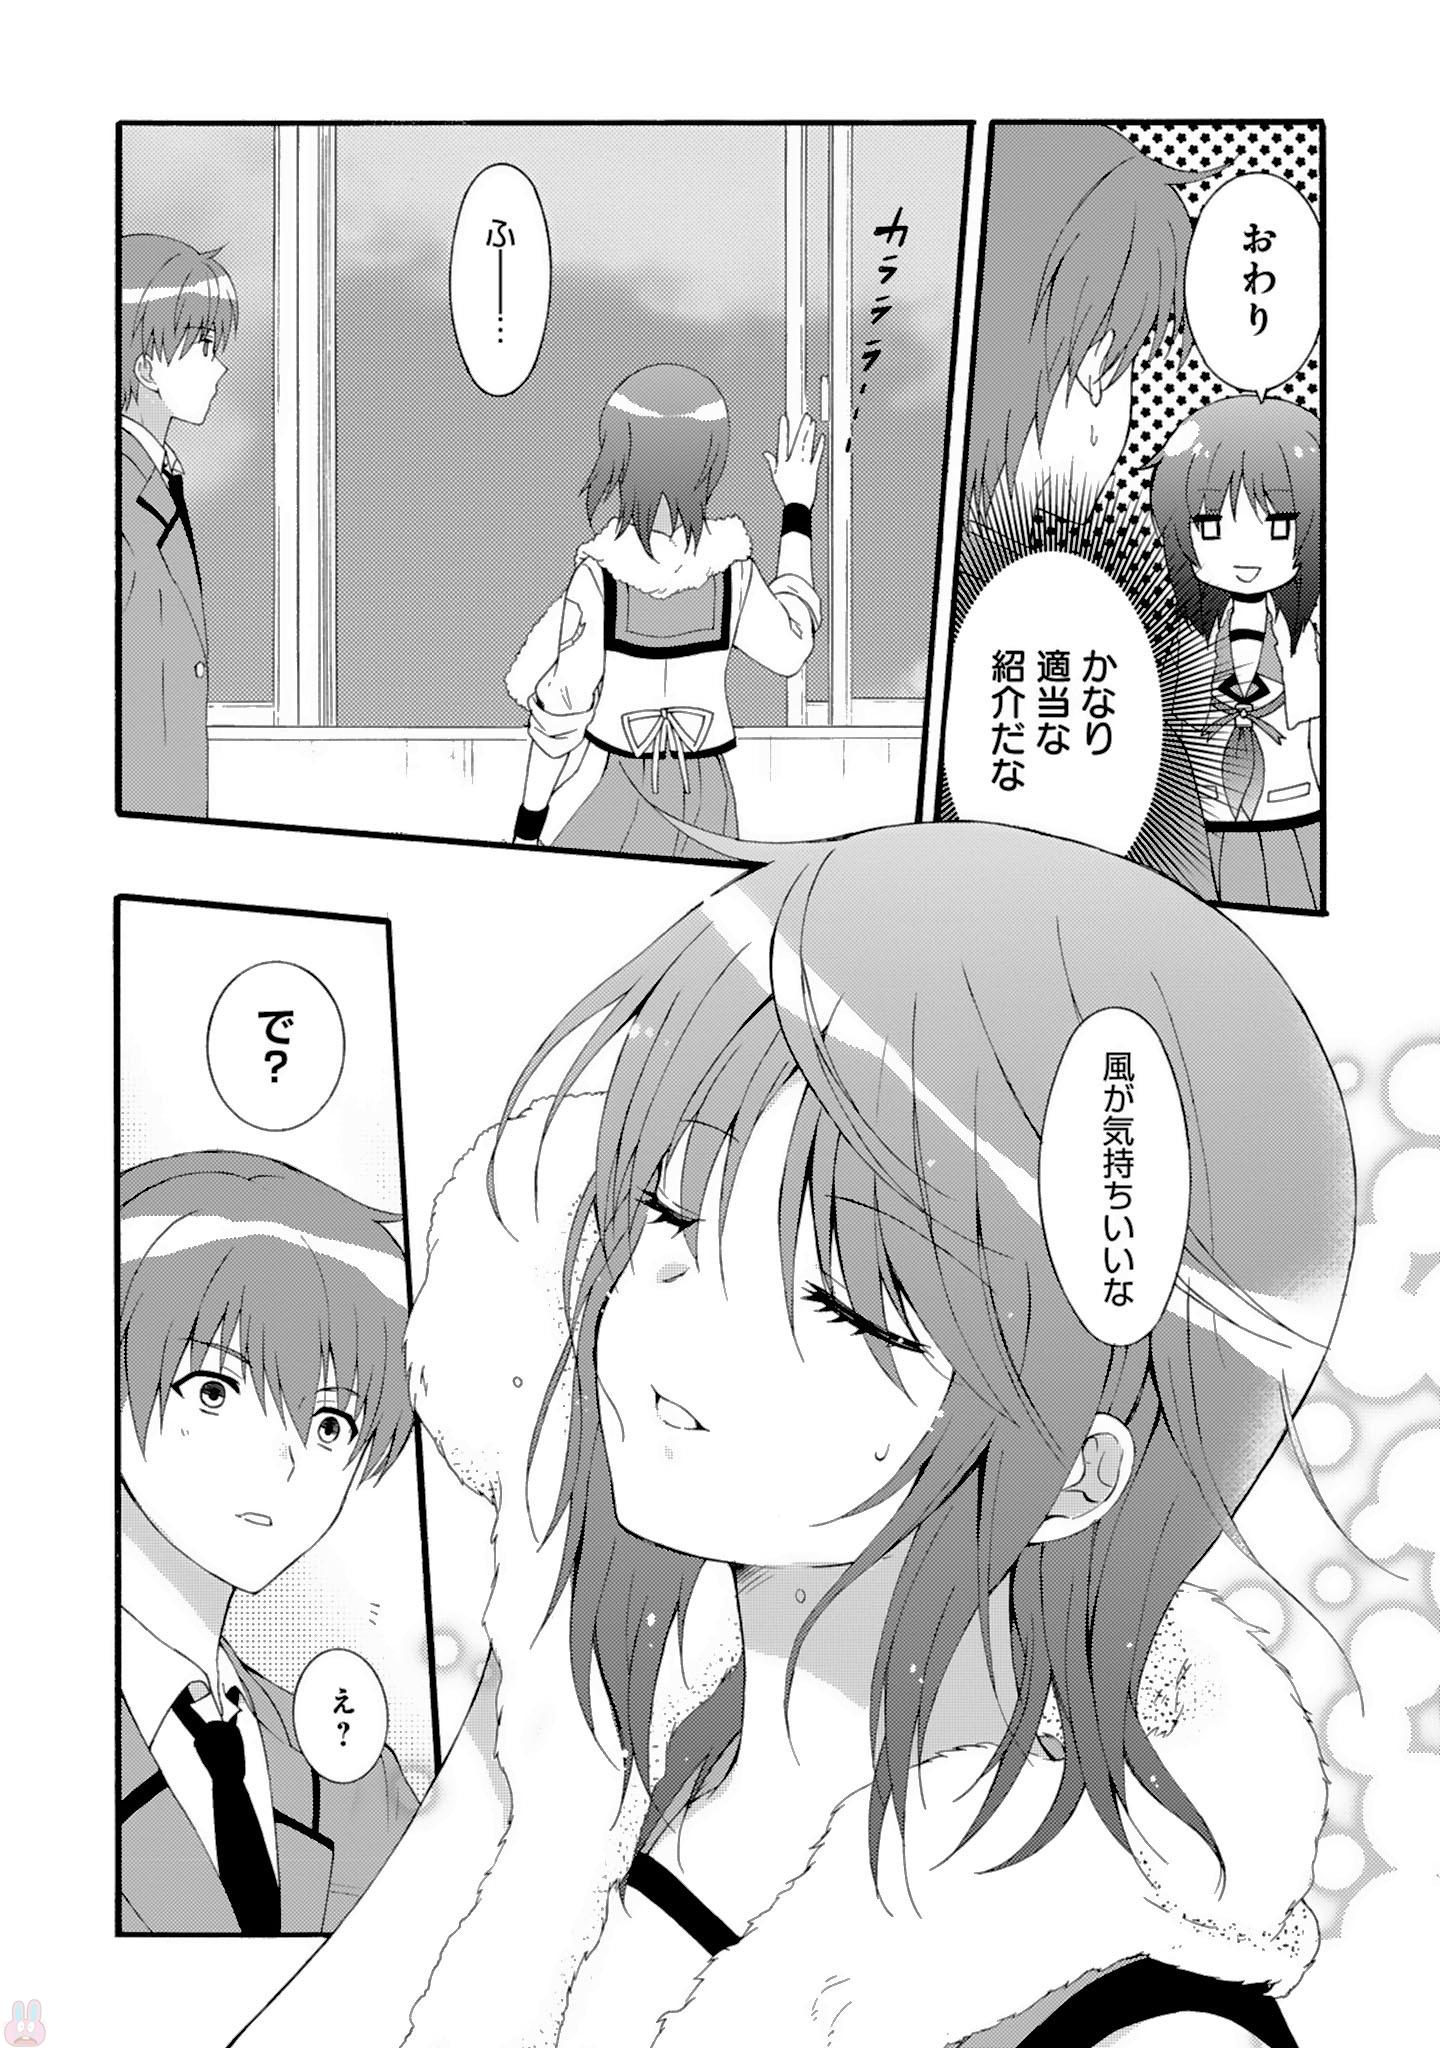 おわり
かなり
適当な
紹介だな
カラララ…
ふ――…
風が気持ちいいな
で?
え?